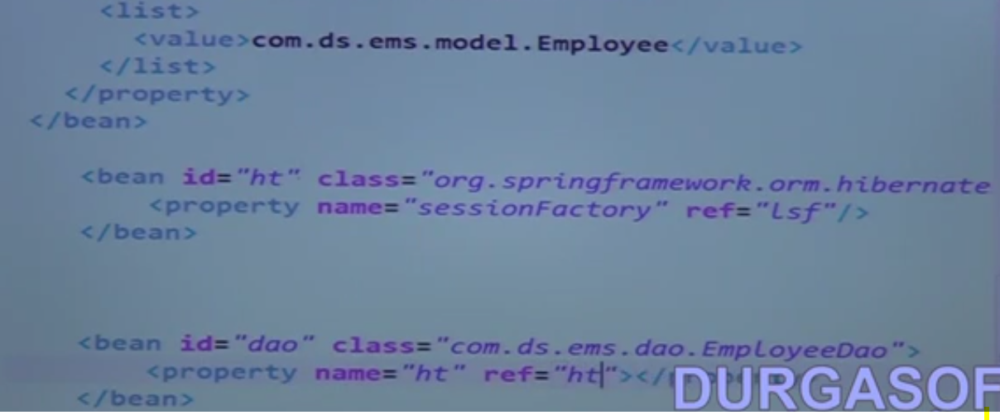 <list>
<value>com.ds.ems.model.Employee</value>
</list>
</property>
</bean>
<bean id="ht" class="org.springframework.orm.hibernate
<property name="sessionFactory" ref="lsf"/>
</bean>
<bean id="dao" class="com.ds.ems.dao.EmployeeDao">
<property name="ht" ref="ht"></
</bean>
DURGASOF